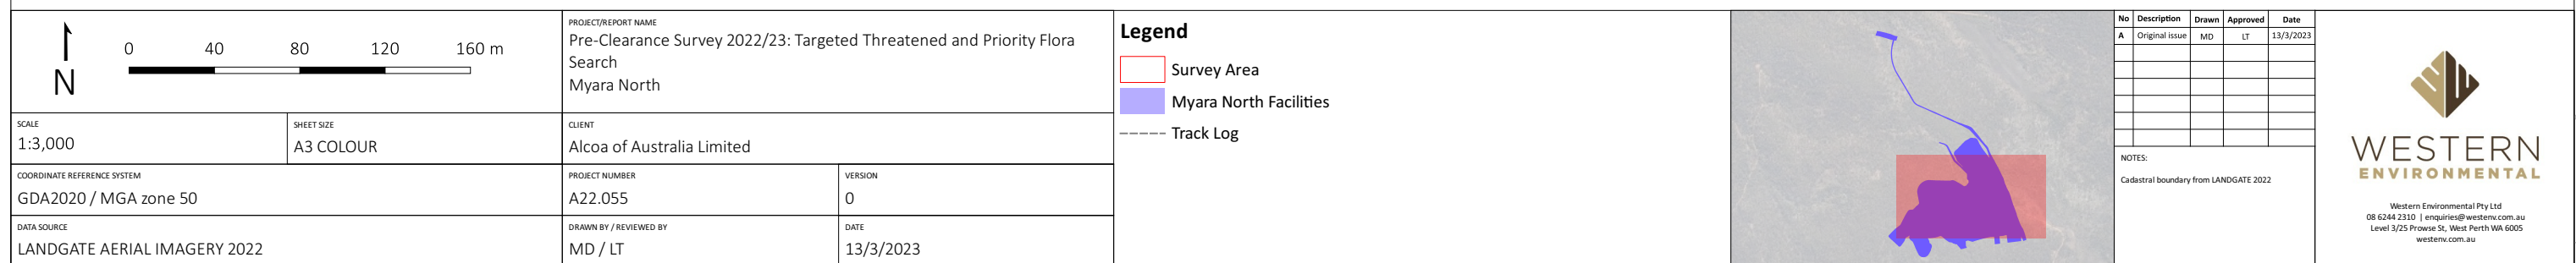 N
0 40 80 120 160 m
SCALE
1:3,000
SHEET SIZE
A3 COLOUR
COORDINATE REFERENCE SYSTEM
GDA2020 / MGA zone 50
DATA SOURCE
LANDGATE AERIAL IMAGERY 2022
PROJECT/REPORT NAME
Pre-Clearance Survey 2022/23: Targeted Threatened and Priority Flora
Search
Myara North
CLIENT
Alcoa of Australia Limited
PROJECT NUMBER
A22.055
VERSION
0
DRAWN BY / REVIEWED BY
MD / LT
DATE
13/3/2023
Legend
Survey Area
Myara North Facilities
Track Log
No Description Drawn Approved Date
A Original issue MD LT 13/3/2023
NOTES:
Cadastral boundary from LANDGATE 2022
WESTERN
ENVIRONMENTAL
Western Environmental Pty Ltd
08 6244 2310 | enquiries@westenv.com.au
Level 3/25 Prowse St, West Perth WA 6005
westenv.com.au